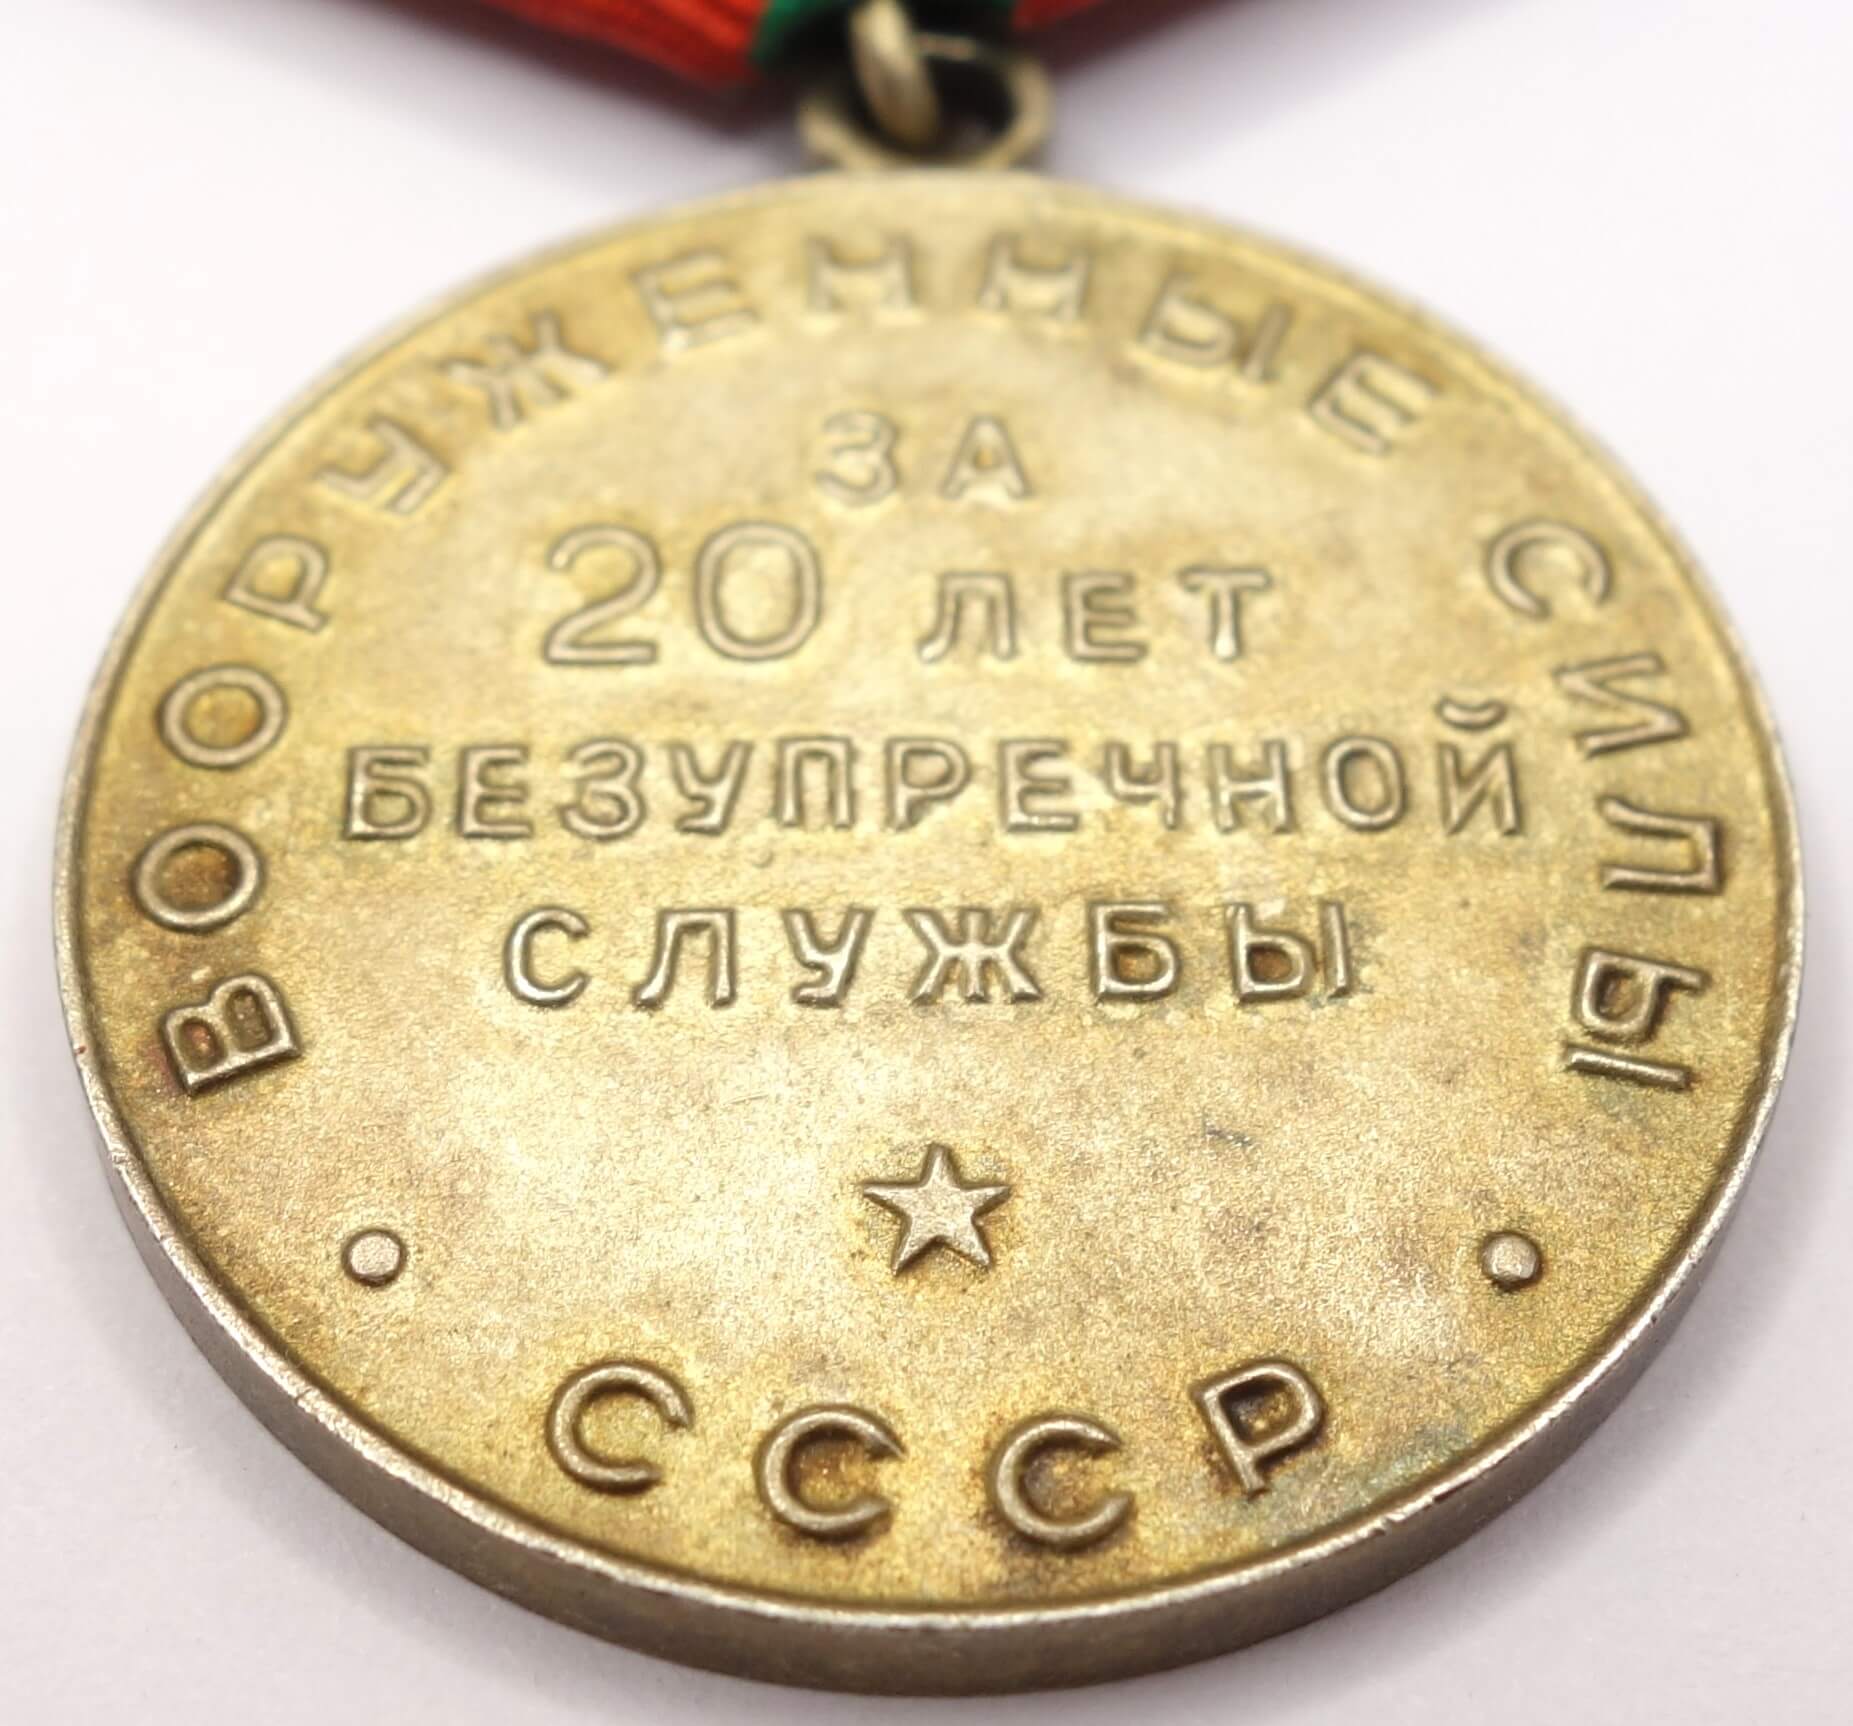 ВООРУЖЕННЫЕ СИЛЫ
ЗА
20 ЛЕТ
БЕЗУПРЕЧНОЙ
СЛУЖБЫ
СССР